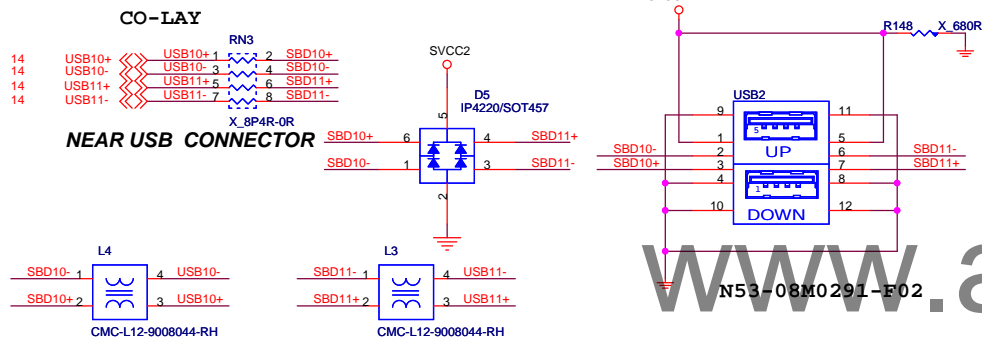 CO-LAY
RN3
14 USB10+ USB10+ 1 2 SBD10+
14 USB10- USB10- 3 4 SBD10-
14 USB11+ USB11+ 5 6 SBD11+
14 USB11- USB11- 7 8 SBD11-
X_8P4R-0R
NEAR USB CONNECTOR
SVCC2
D5
IP4220/SOT457
5
SBD10+ 6 4 SBD11+
SBD10- 1 3 SBD11-
2
R148 X_680R
USB2
9 11
1 5 5
UP
SBD10- 2 6 SBD11-
SBD10+ 3 7 SBD11+
4 1 8
10 DOWN 12
N53-08M0291-F02
www.a
L4
SBD10- 1 4 USB10-
SBD10+ 2 3 USB10+
CMC-L12-9008044-RH
L3
SBD11- 1 4 USB11-
SBD11+ 2 3 USB11+
CMC-L12-9008044-RH